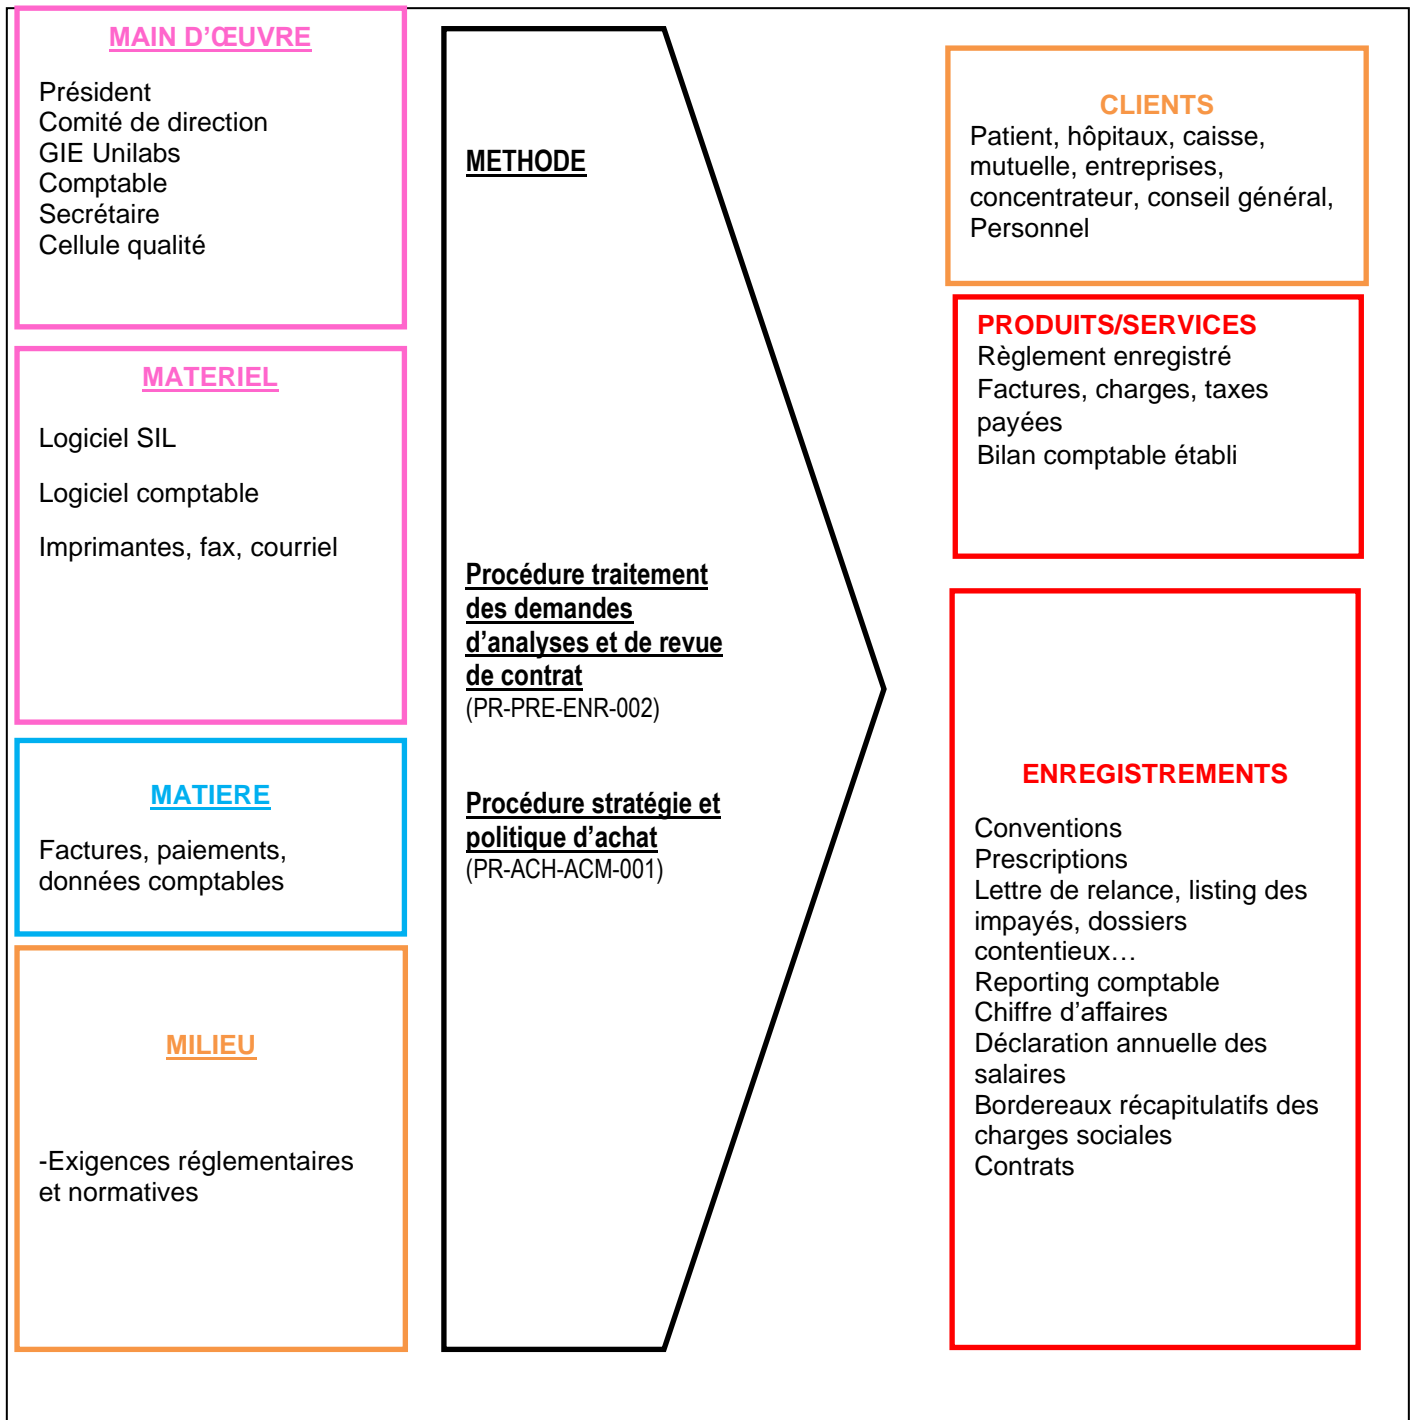 MAIN D'ŒUVRE
Président
Comité de direction
GIE Unilabs
Comptable
Secrétaire
Cellule qualité
MATERIEL
Logiciel SIL
Logiciel comptable
Imprimantes, fax, courriel
MATIERE
Factures, paiements,
données comptables
MILIEU
-Exigences réglementaires
et normatives
METHODE
Procédure traitement
des demandes
d'analyses et de revue
de contrat
(PR-PRE-ENR-002)
Procédure stratégie et
politique d'achat
(PR-ACH-ACM-001)
CLIENTS
Patient, hôpitaux, caisse,
mutuelle, entreprises,
concentrateur, conseil général,
Personnel
PRODUITS/SERVICES
Règlement enregistré
Factures, charges, taxes
payées
Bilan comptable établi
ENREGISTREMENTS
Conventions
Prescriptions
Lettre de relance, listing des
impayés, dossiers
contentieux…
Reporting comptable
Chiffre d'affaires
Déclaration annuelle des
salaires
Bordereaux récapitulatifs des
charges sociales
Contrats